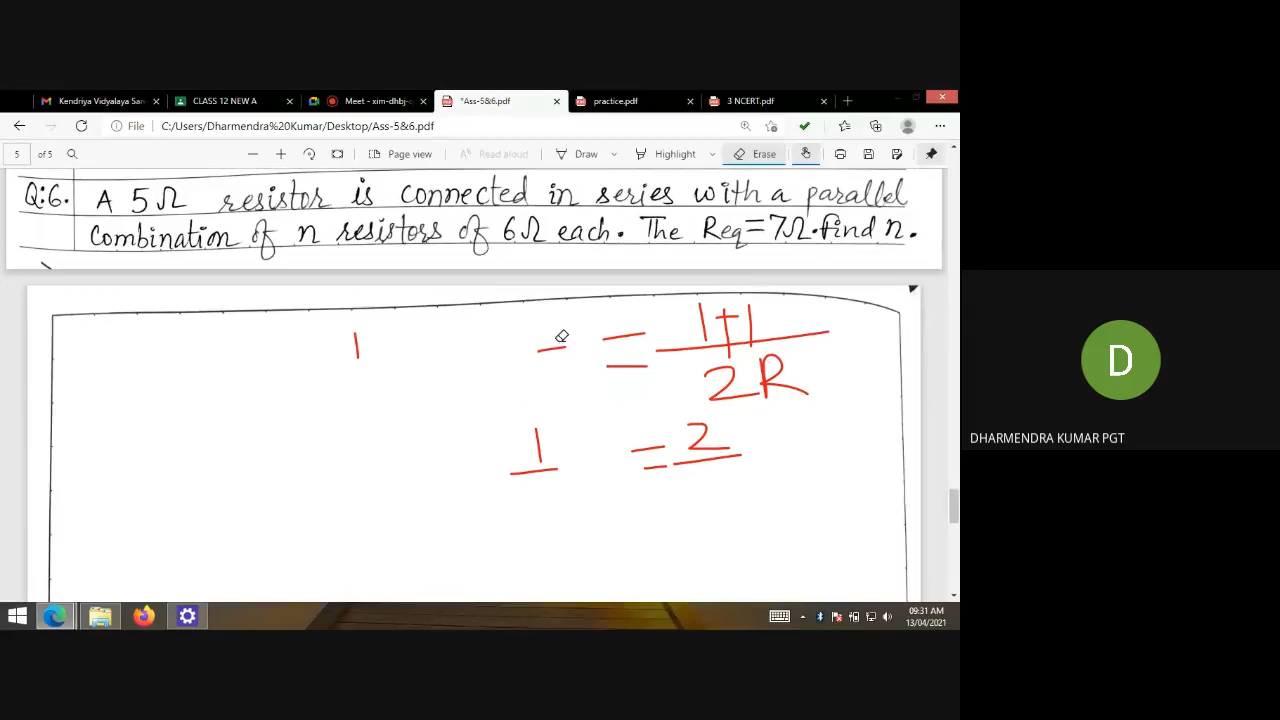 Kendriya Vidyalaya San
CLASS 12 NEW A
Meet - xim-dhbj-c
*Ass-5&6.pdf
practice.pdf
3 NCERT.pdf
File
C:/Users/Dharmendra%20Kumar/Desktop/Ass-5&6.pdf
5 of 5
Page view
Read aloud
Draw
Highlight
Erase
Q:6. A 5Ω resistor is connected in series with a parallel
Combination of n resistors of 6Ω each. The Req=7Ω. find n.
1 - = 1+1
2R
1 = 2
D
DHARMENDRA KUMAR PGT
09:31 AM
13/04/2021